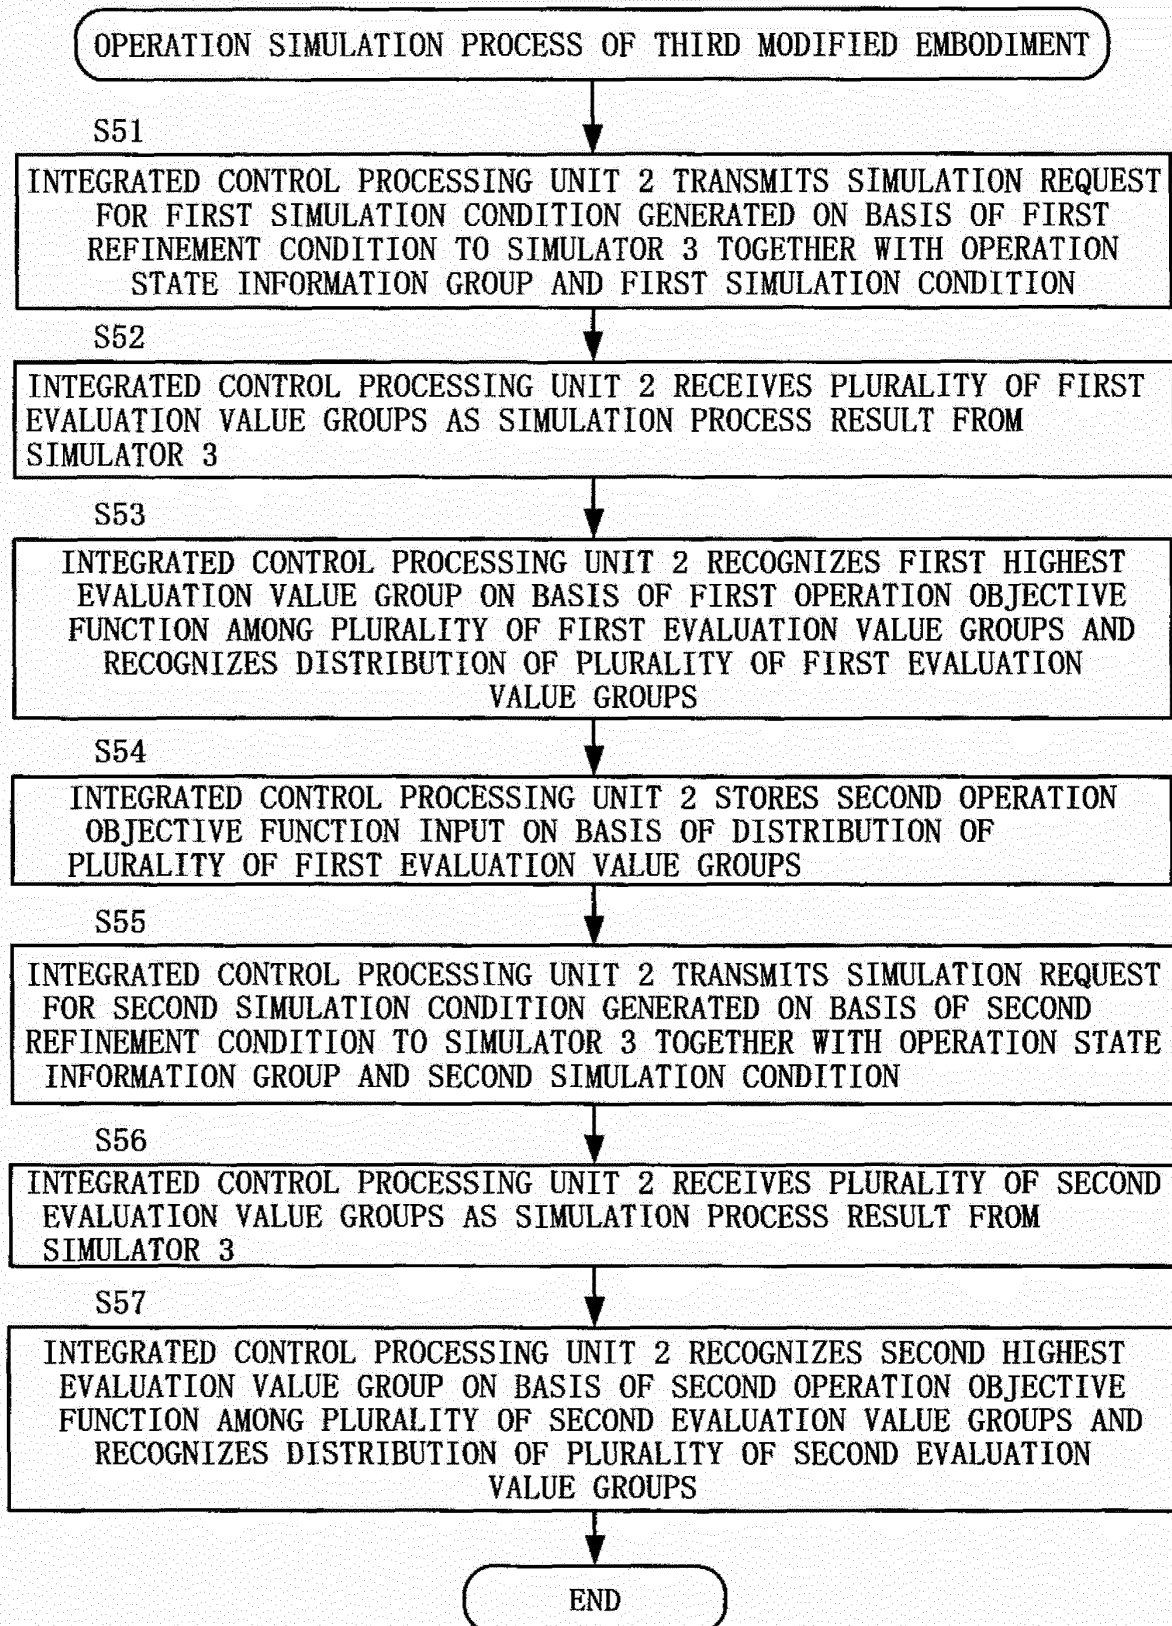 OPERATION SIMULATION PROCESS OF THIRD MODIFIED EMBODIMENT
S51
INTEGRATED CONTROL PROCESSING UNIT 2 TRANSMITS SIMULATION REQUEST
FOR FIRST SIMULATION CONDITION GENERATED ON BASIS OF FIRST
REFINEMENT CONDITION TO SIMULATOR 3 TOGETHER WITH OPERATION
STATE INFORMATION GROUP AND FIRST SIMULATION CONDITION
S52
INTEGRATED CONTROL PROCESSING UNIT 2 RECEIVES PLURALITY OF FIRST
EVALUATION VALUE GROUPS AS SIMULATION PROCESS RESULT FROM
SIMULATOR 3
S53
INTEGRATED CONTROL PROCESSING UNIT 2 RECOGNIZES FIRST HIGHEST
EVALUATION VALUE GROUP ON BASIS OF FIRST OPERATION OBJECTIVE
FUNCTION AMONG PLURALITY OF FIRST EVALUATION VALUE GROUPS AND
RECOGNIZES DISTRIBUTION OF PLURALITY OF FIRST EVALUATION
VALUE GROUPS
S54
INTEGRATED CONTROL PROCESSING UNIT 2 STORES SECOND OPERATION
OBJECTIVE FUNCTION INPUT ON BASIS OF DISTRIBUTION OF
PLURALITY OF FIRST EVALUATION VALUE GROUPS
S55
INTEGRATED CONTROL PROCESSING UNIT 2 TRANSMITS SIMULATION REQUEST
FOR SECOND SIMULATION CONDITION GENERATED ON BASIS OF SECOND
REFINEMENT CONDITION TO SIMULATOR 3 TOGETHER WITH OPERATION STATE
INFORMATION GROUP AND SECOND SIMULATION CONDITION
S56
INTEGRATED CONTROL PROCESSING UNIT 2 RECEIVES PLURALITY OF SECOND
EVALUATION VALUE GROUPS AS SIMULATION PROCESS RESULT FROM
SIMULATOR 3
S57
INTEGRATED CONTROL PROCESSING UNIT 2 RECOGNIZES SECOND HIGHEST
EVALUATION VALUE GROUP ON BASIS OF SECOND OPERATION OBJECTIVE
FUNCTION AMONG PLURALITY OF SECOND EVALUATION VALUE GROUPS AND
RECOGNIZES DISTRIBUTION OF PLURALITY OF SECOND EVALUATION
VALUE GROUPS
END